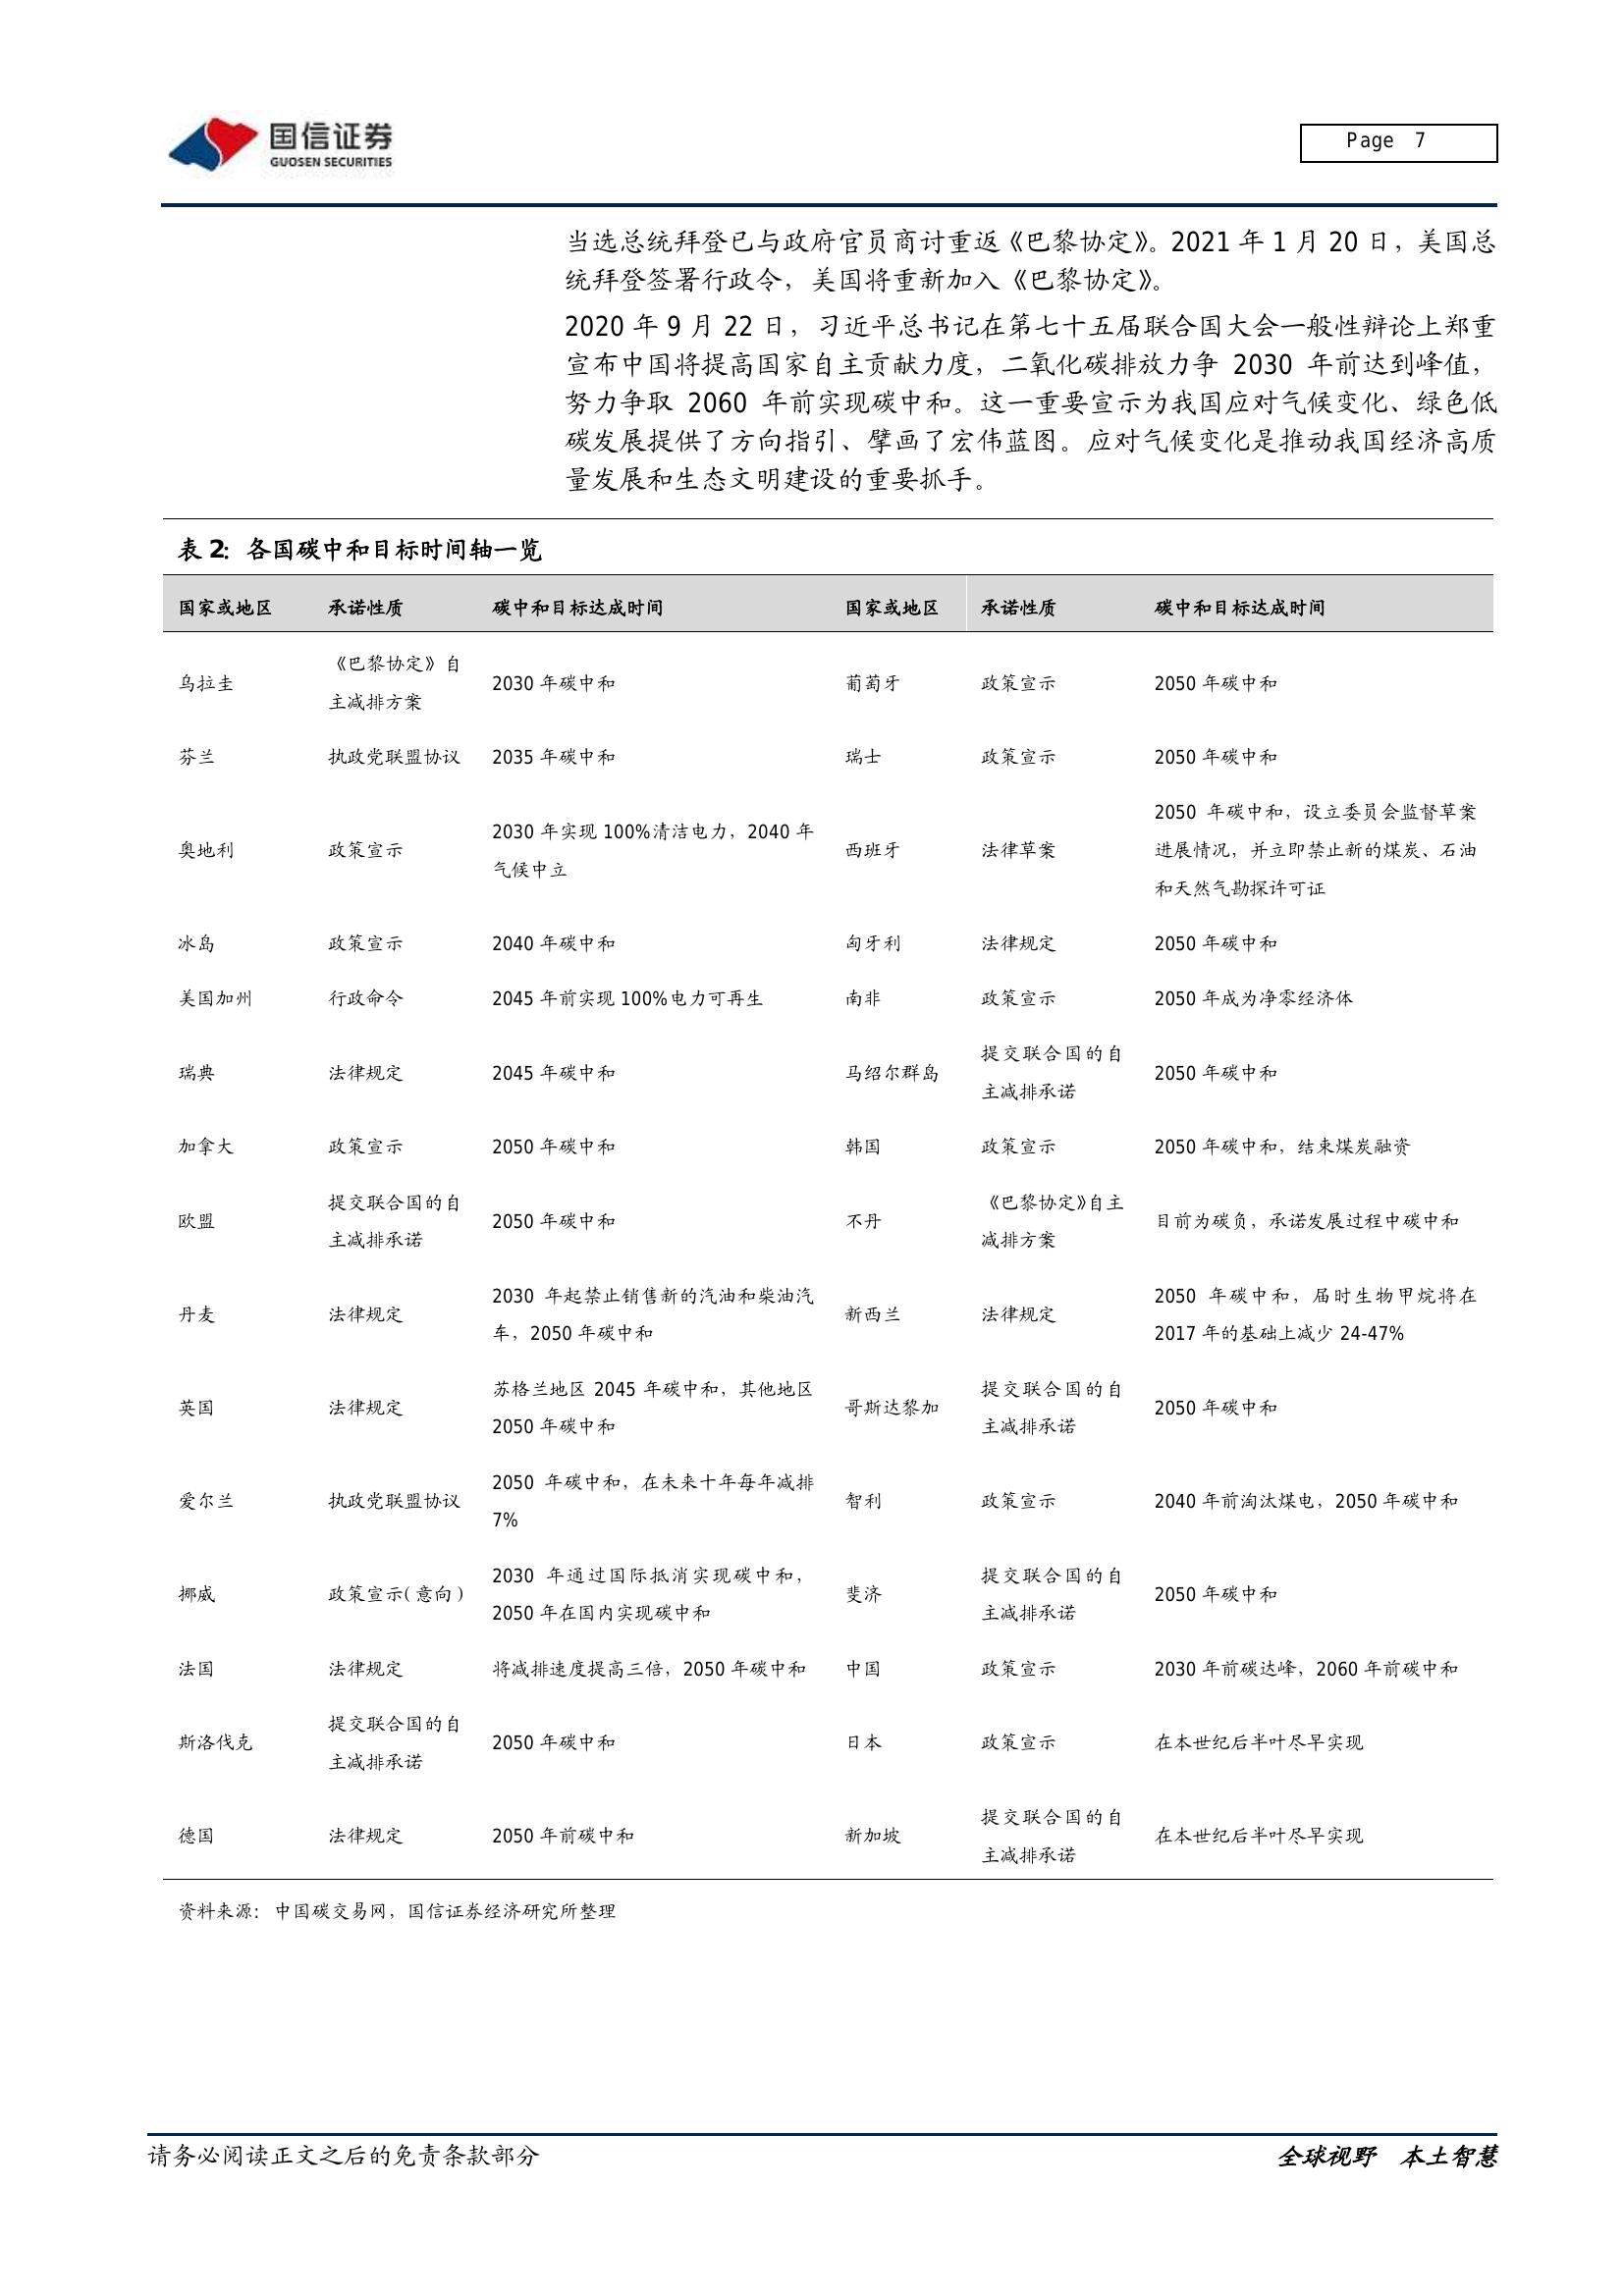 国信证券
GUOSEN SECURITIES
Page 7
当选总统拜登已与政府官员商讨重返《巴黎协定》。2021 年 1 月 20 日，美国总
统拜登签署行政令，美国将重新加入《巴黎协定》。
2020 年 9 月 22 日，习近平总书记在第七十五届联合国大会一般性辩论上郑重
宣布中国将提高国家自主贡献力度，二氧化碳排放力争 2030 年前达到峰值，
努力争取 2060 年前实现碳中和。这一重要宣示为我国应对气候变化、绿色低
碳发展提供了方向指引、擘画了宏伟蓝图。应对气候变化是推动我国经济高质
量发展和生态文明建设的重要抓手。
表 2：各国碳中和目标时间轴一览
国家或地区 承诺性质 碳中和目标达成时间 国家或地区 承诺性质 碳中和目标达成时间
乌拉圭 《巴黎协定》自
主减排方案 2030 年碳中和 葡萄牙 政策宣示 2050 年碳中和
芬兰 执政党联盟协议 2035 年碳中和 瑞士 政策宣示 2050 年碳中和
奥地利 政策宣示 2030 年实现 100%清洁电力，2040 年
气候中立 西班牙 法律草案 2050 年碳中和，设立委员会监督草案
进展情况，并立即禁止新的煤炭、石油
和天然气勘探许可证
冰岛 政策宣示 2040 年碳中和 匈牙利 法律规定 2050 年碳中和
美国加州 行政命令 2045 年前实现 100%电力可再生 南非 政策宣示 2050 年成为净零经济体
瑞典 法律规定 2045 年碳中和 马绍尔群岛 提交联合国的自
主减排承诺 2050 年碳中和
加拿大 政策宣示 2050 年碳中和 韩国 政策宣示 2050 年碳中和，结束煤炭融资
欧盟 提交联合国的自
主减排承诺 2050 年碳中和 不丹 《巴黎协定》自主
减排方案 目前为碳负，承诺发展过程中碳中和
丹麦 法律规定 2030 年起禁止销售新的汽油和柴油汽
车，2050 年碳中和 新西兰 法律规定 2050 年碳中和，届时生物甲烷将在
2017 年的基础上减少 24-47%
英国 法律规定 苏格兰地区 2045 年碳中和，其他地区
2050 年碳中和 哥斯达黎加 提交联合国的自
主减排承诺 2050 年碳中和
爱尔兰 执政党联盟协议 2050 年碳中和，在未来十年每年减排
7% 智利 政策宣示 2040 年前淘汰煤电，2050 年碳中和
挪威 政策宣示(意向) 2030 年通过国际抵消实现碳中和，
2050 年在国内实现碳中和 斐济 提交联合国的自
主减排承诺 2050 年碳中和
法国 法律规定 将减排速度提高三倍，2050 年碳中和 中国 政策宣示 2030 年前碳达峰，2060 年前碳中和
斯洛伐克 提交联合国的自
主减排承诺 2050 年碳中和 日本 政策宣示 在本世纪后半叶尽早实现
德国 法律规定 2050 年前碳中和 新加坡 提交联合国的自
主减排承诺 在本世纪后半叶尽早实现
资料来源：中国碳交易网，国信证券经济研究所整理
请务必阅读正文之后的免责条款部分
全球视野 本土智慧